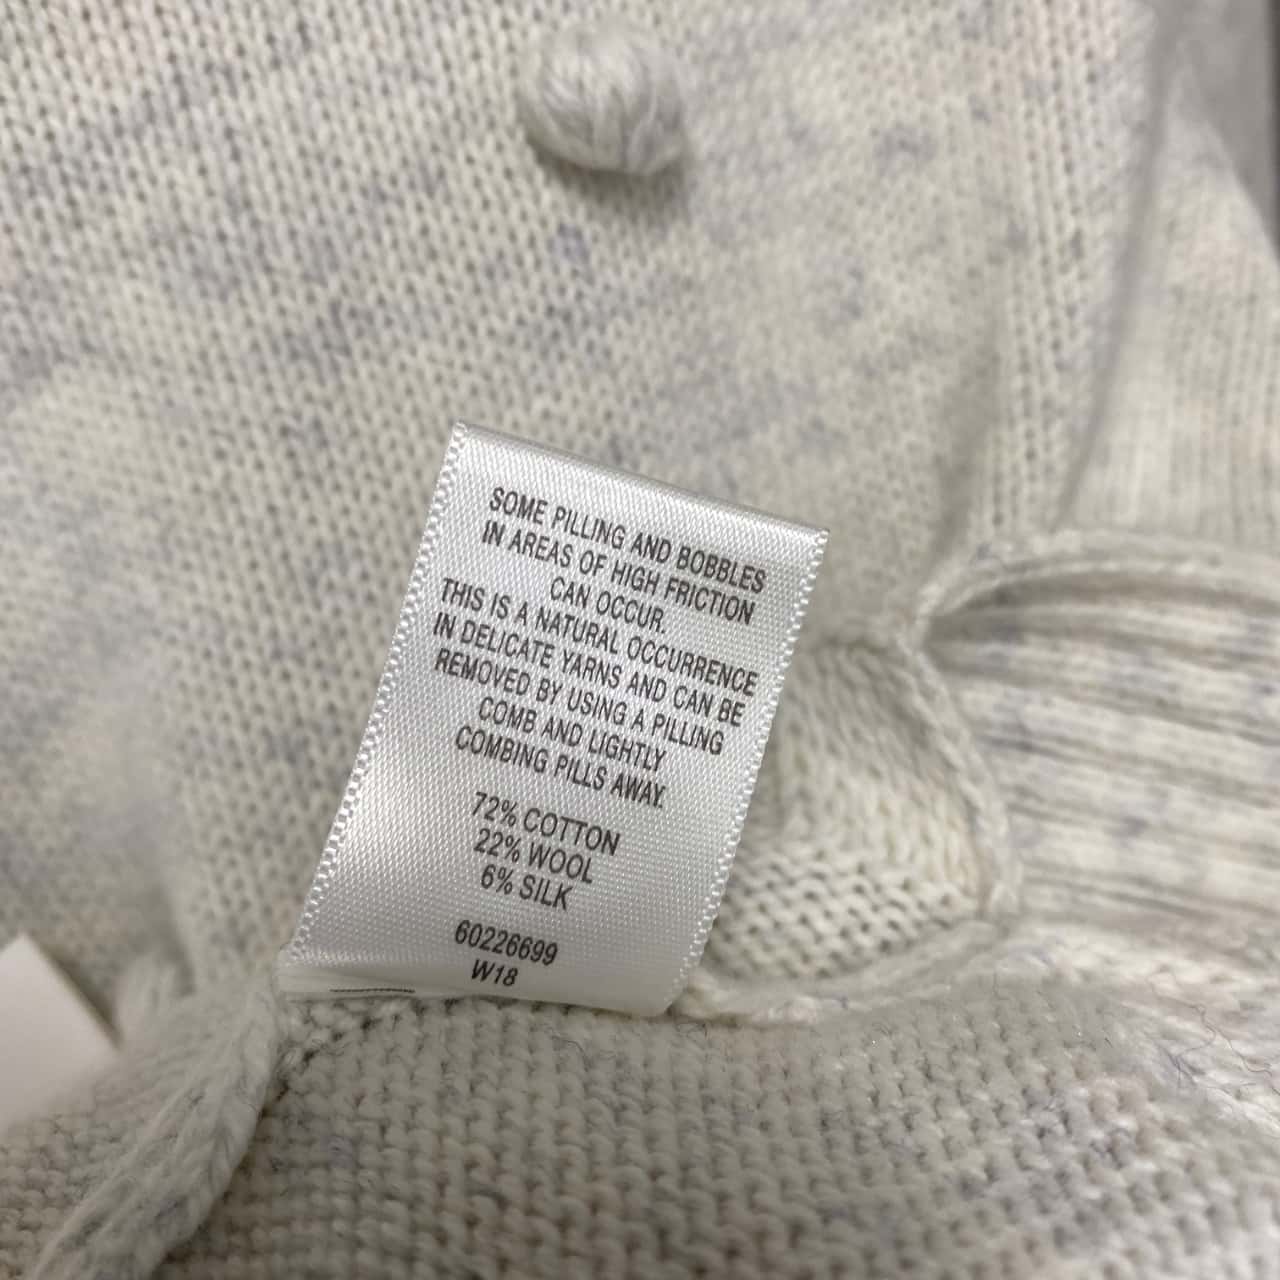 SOME PILLING AND BOBBLES
IN AREAS OF HIGH FRICTION
CAN OCCUR.
THIS IS A NATURAL OCCURRENCE
IN DELICATE YARNS AND CAN BE
REMOVED BY USING A PILLING
COMB AND LIGHTLY
COMBING PILLS AWAY.
72% COTTON
22% WOOL
6% SILK
60226699
W18